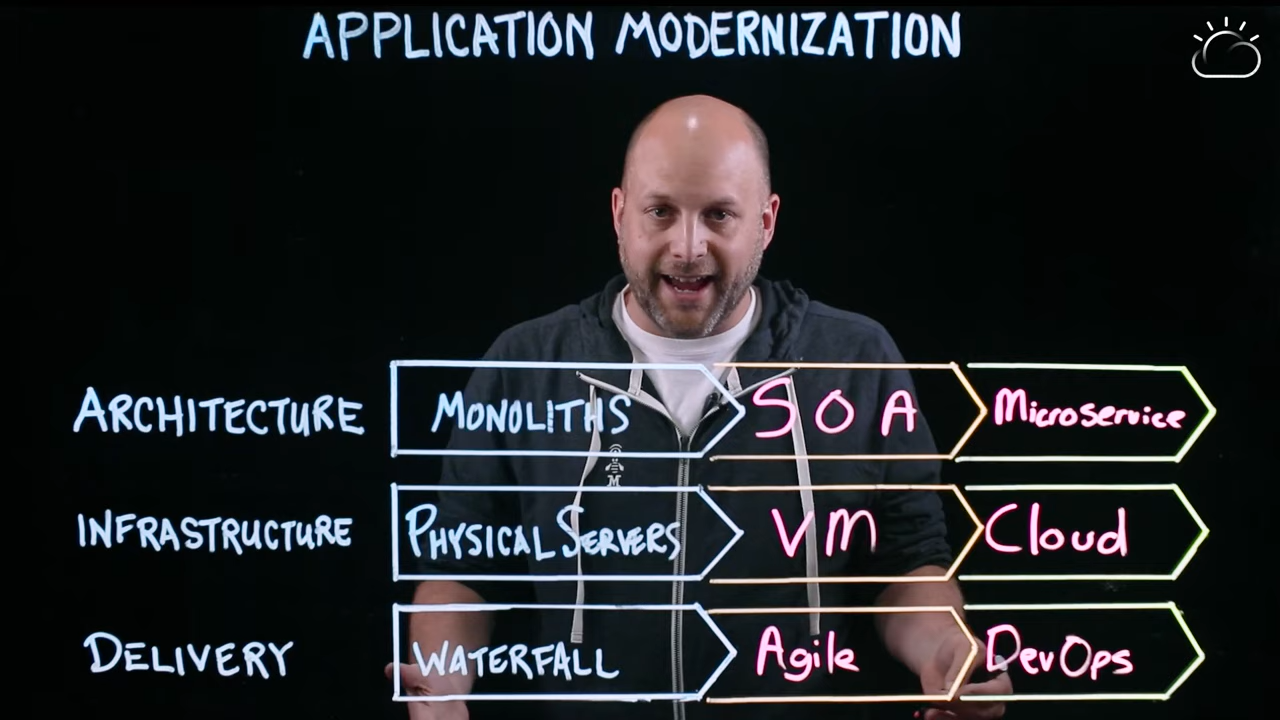 APPLICATION MODERNIZATION
ARCHITECTURE MONOLITHS SOA Microservice
INFRASTRUCTURE PHYSICAL SERVERS VM Cloud
DELIVERY WATERFALL Agile DevOps